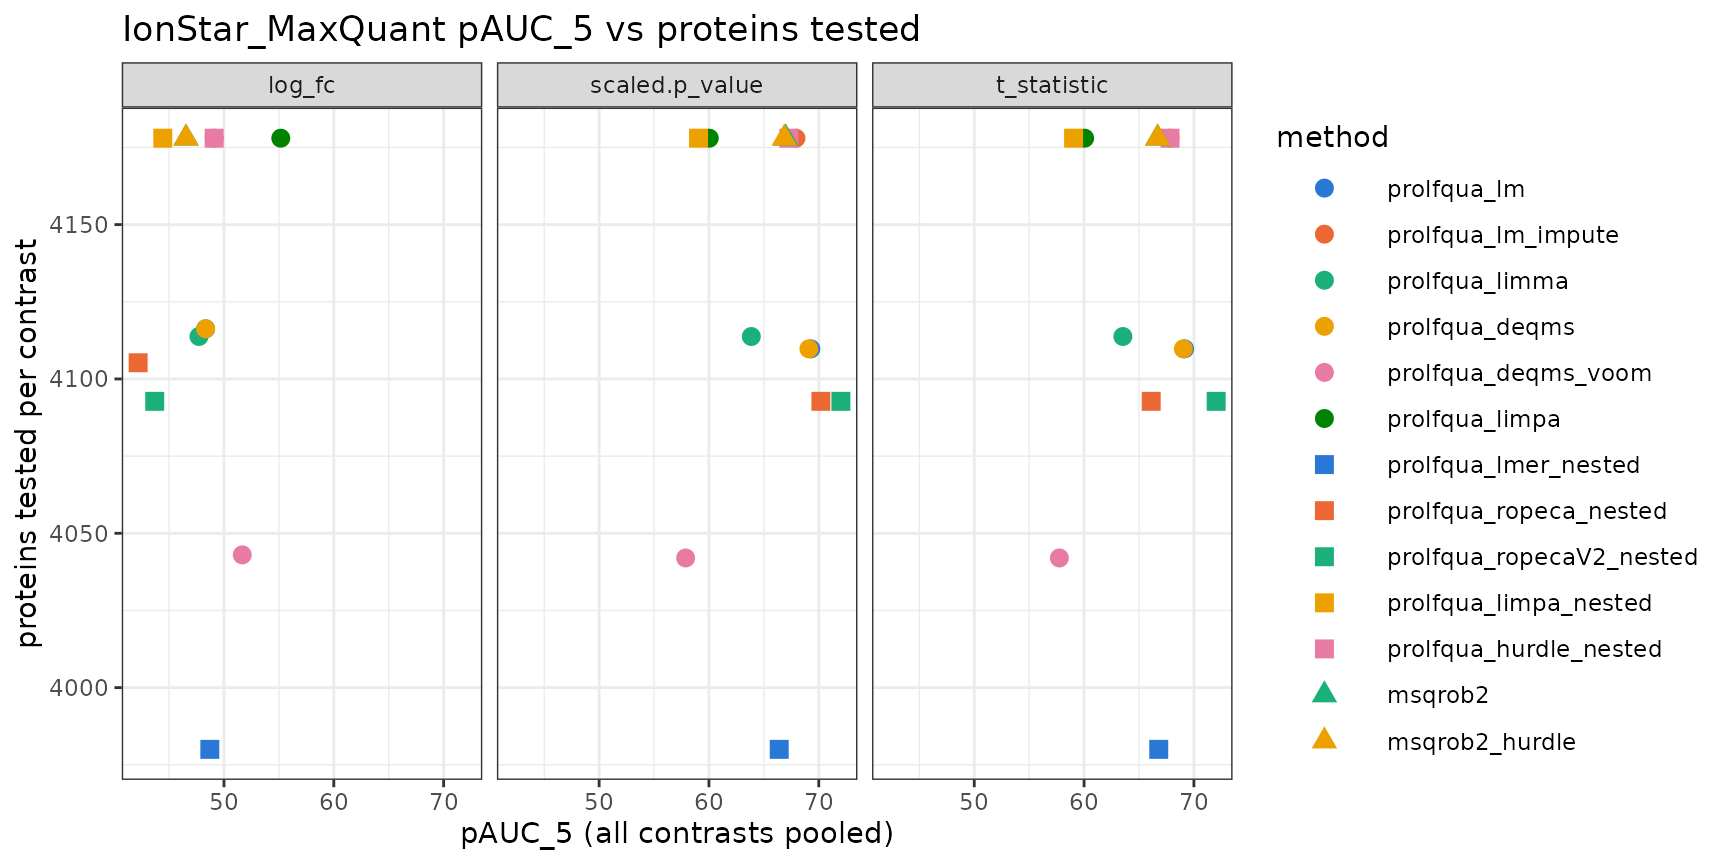 IonStar_MaxQuant pAUC_5 vs proteins tested
log_fc
scaled.p_value
t_statistic
proteins tested per contrast
4150
4100
4050
4000
50 60 70
50 60 70
50 60 70
pAUC_5 (all contrasts pooled)
method
prolfqua_lm
prolfqua_lm_impute
prolfqua_limma
prolfqua_deqms
prolfqua_deqms_voom
prolfqua_limpa
prolfqua_lmer_nested
prolfqua_ropeca_nested
prolfqua_ropecaV2_nested
prolfqua_limpa_nested
prolfqua_hurdle_nested
msqrob2
msqrob2_hurdle